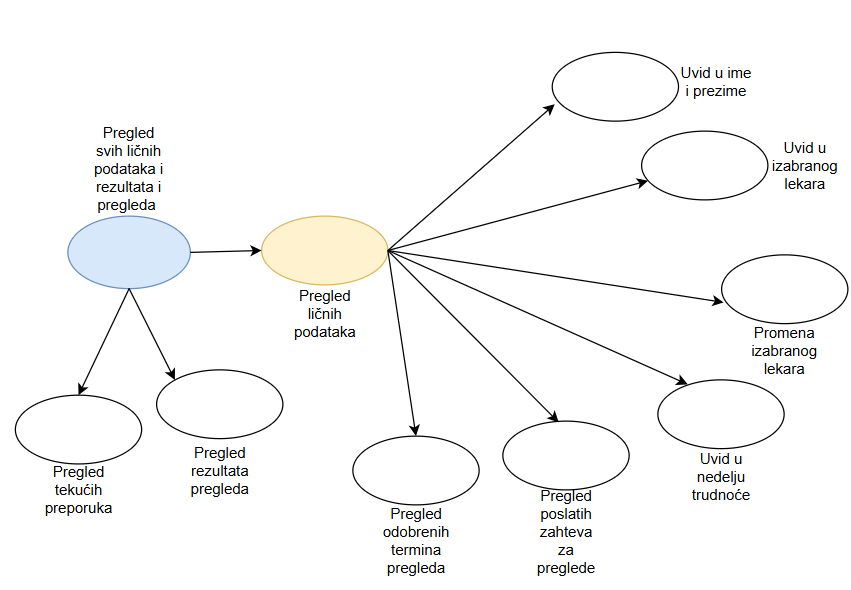 Uvid u ime
i prezime
Pregled
svih ličnih
podataka i
rezultata i
pregleda
Uvid u
izabranog
lekara
Pregled
ličnih
podataka
Promena
izabranog
lekara
Pregled
rezultata
pregleda
Uvid u
nedelju
trudnoće
Pregled
tekućih
preporuka
Pregled
odobrenih
termina
pregleda
Pregled
poslatih
zahteva
za
preglede